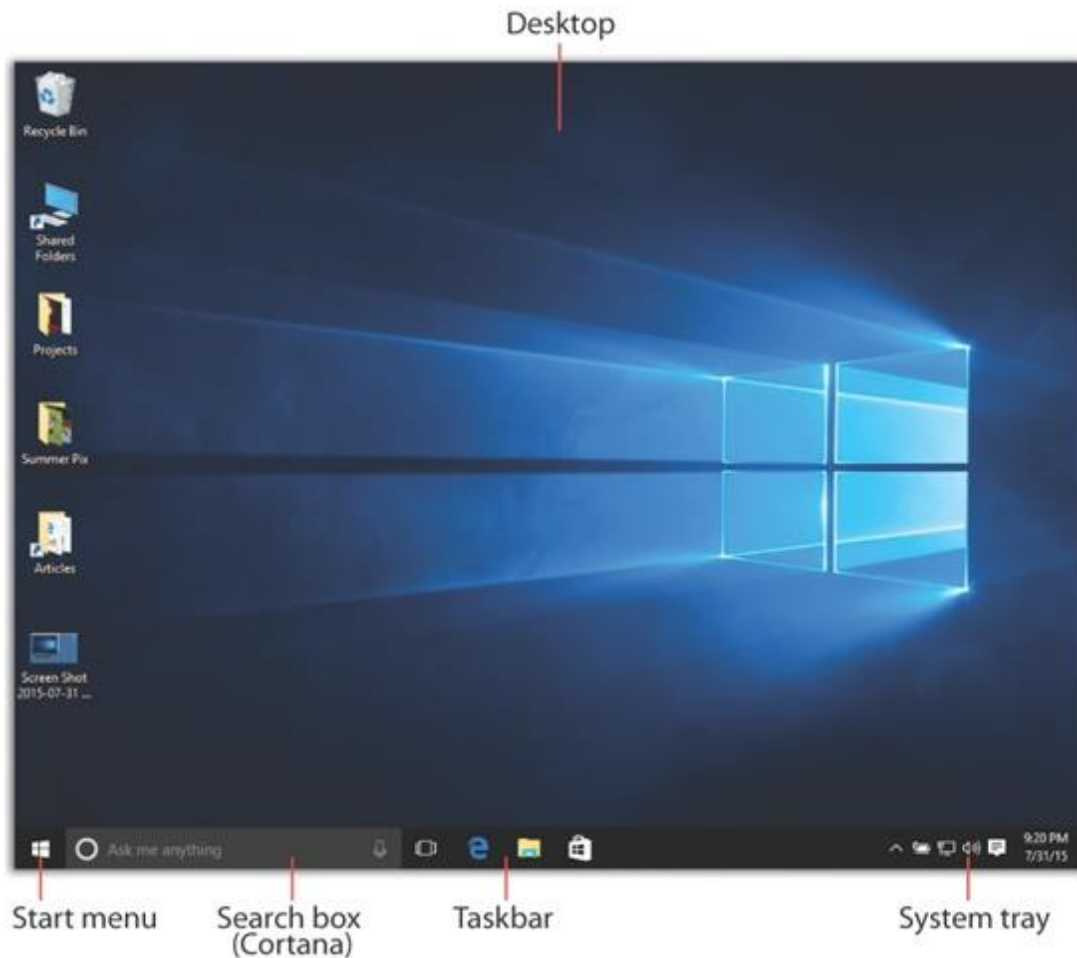 Desktop
Recycle Bin
Shared
Folders
Projects
Summer Pix
Articles
Screen Shot
2015-07-31 ...
Ask me anything
9:20 PM
7/31/15
Start menu
Search box
(Cortana)
Taskbar
System tray